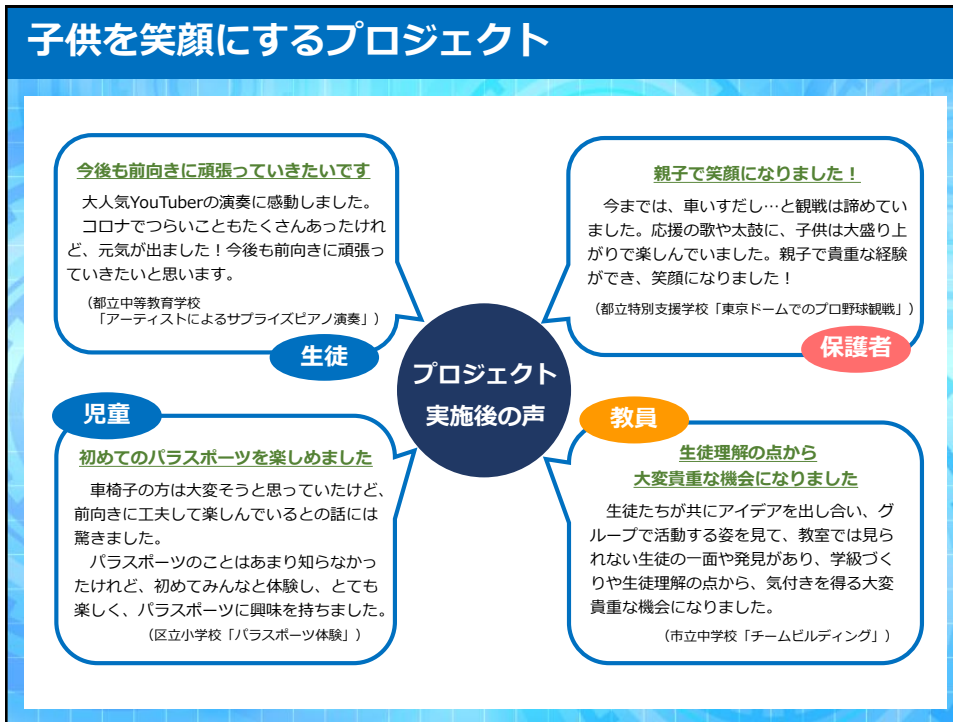 子供を笑顔にするプロジェクト
今後も前向きに頑張っていきたいです
大人気YouTuberの演奏に感動しました。
コロナでつらいこともたくさんあったけれ
ど、元気が出ました！今後も前向きに頑張っ
ていきたいと思います。
（都立中等教育学校
「アーティストによるサプライズピアノ演奏」）
生徒
親子で笑顔になりました！
今までは、車いすだし…と観戦は諦めてい
ました。応援の歌や太鼓に、子供は大盛り上
がりで楽しんでいました。親子で貴重な経験
ができ、笑顔になりました！
（都立特別支援学校「東京ドームでのプロ野球観戦」）
保護者
プロジェクト
実施後の声
児童
初めてのパラスポーツを楽しめました
車椅子の方は大変そうと思っていたけど、
前向きに工夫して楽しんでいるとの話には
驚きました。
パラスポーツのことはあまり知らなかっ
たけれど、初めてみんなと体験し、とても
楽しく、パラスポーツに興味を持ちました。
（区立小学校「パラスポーツ体験」）
教員
生徒理解の点から
大変貴重な機会になりました
生徒たちが共にアイデアを出し合い、グ
ループで活動する姿を見て、教室では見ら
れない生徒の一面や発見があり、学級づく
りや生徒理解の点から、気付きを得る大変
貴重な機会になりました。
（市立中学校「チームビルディング」）